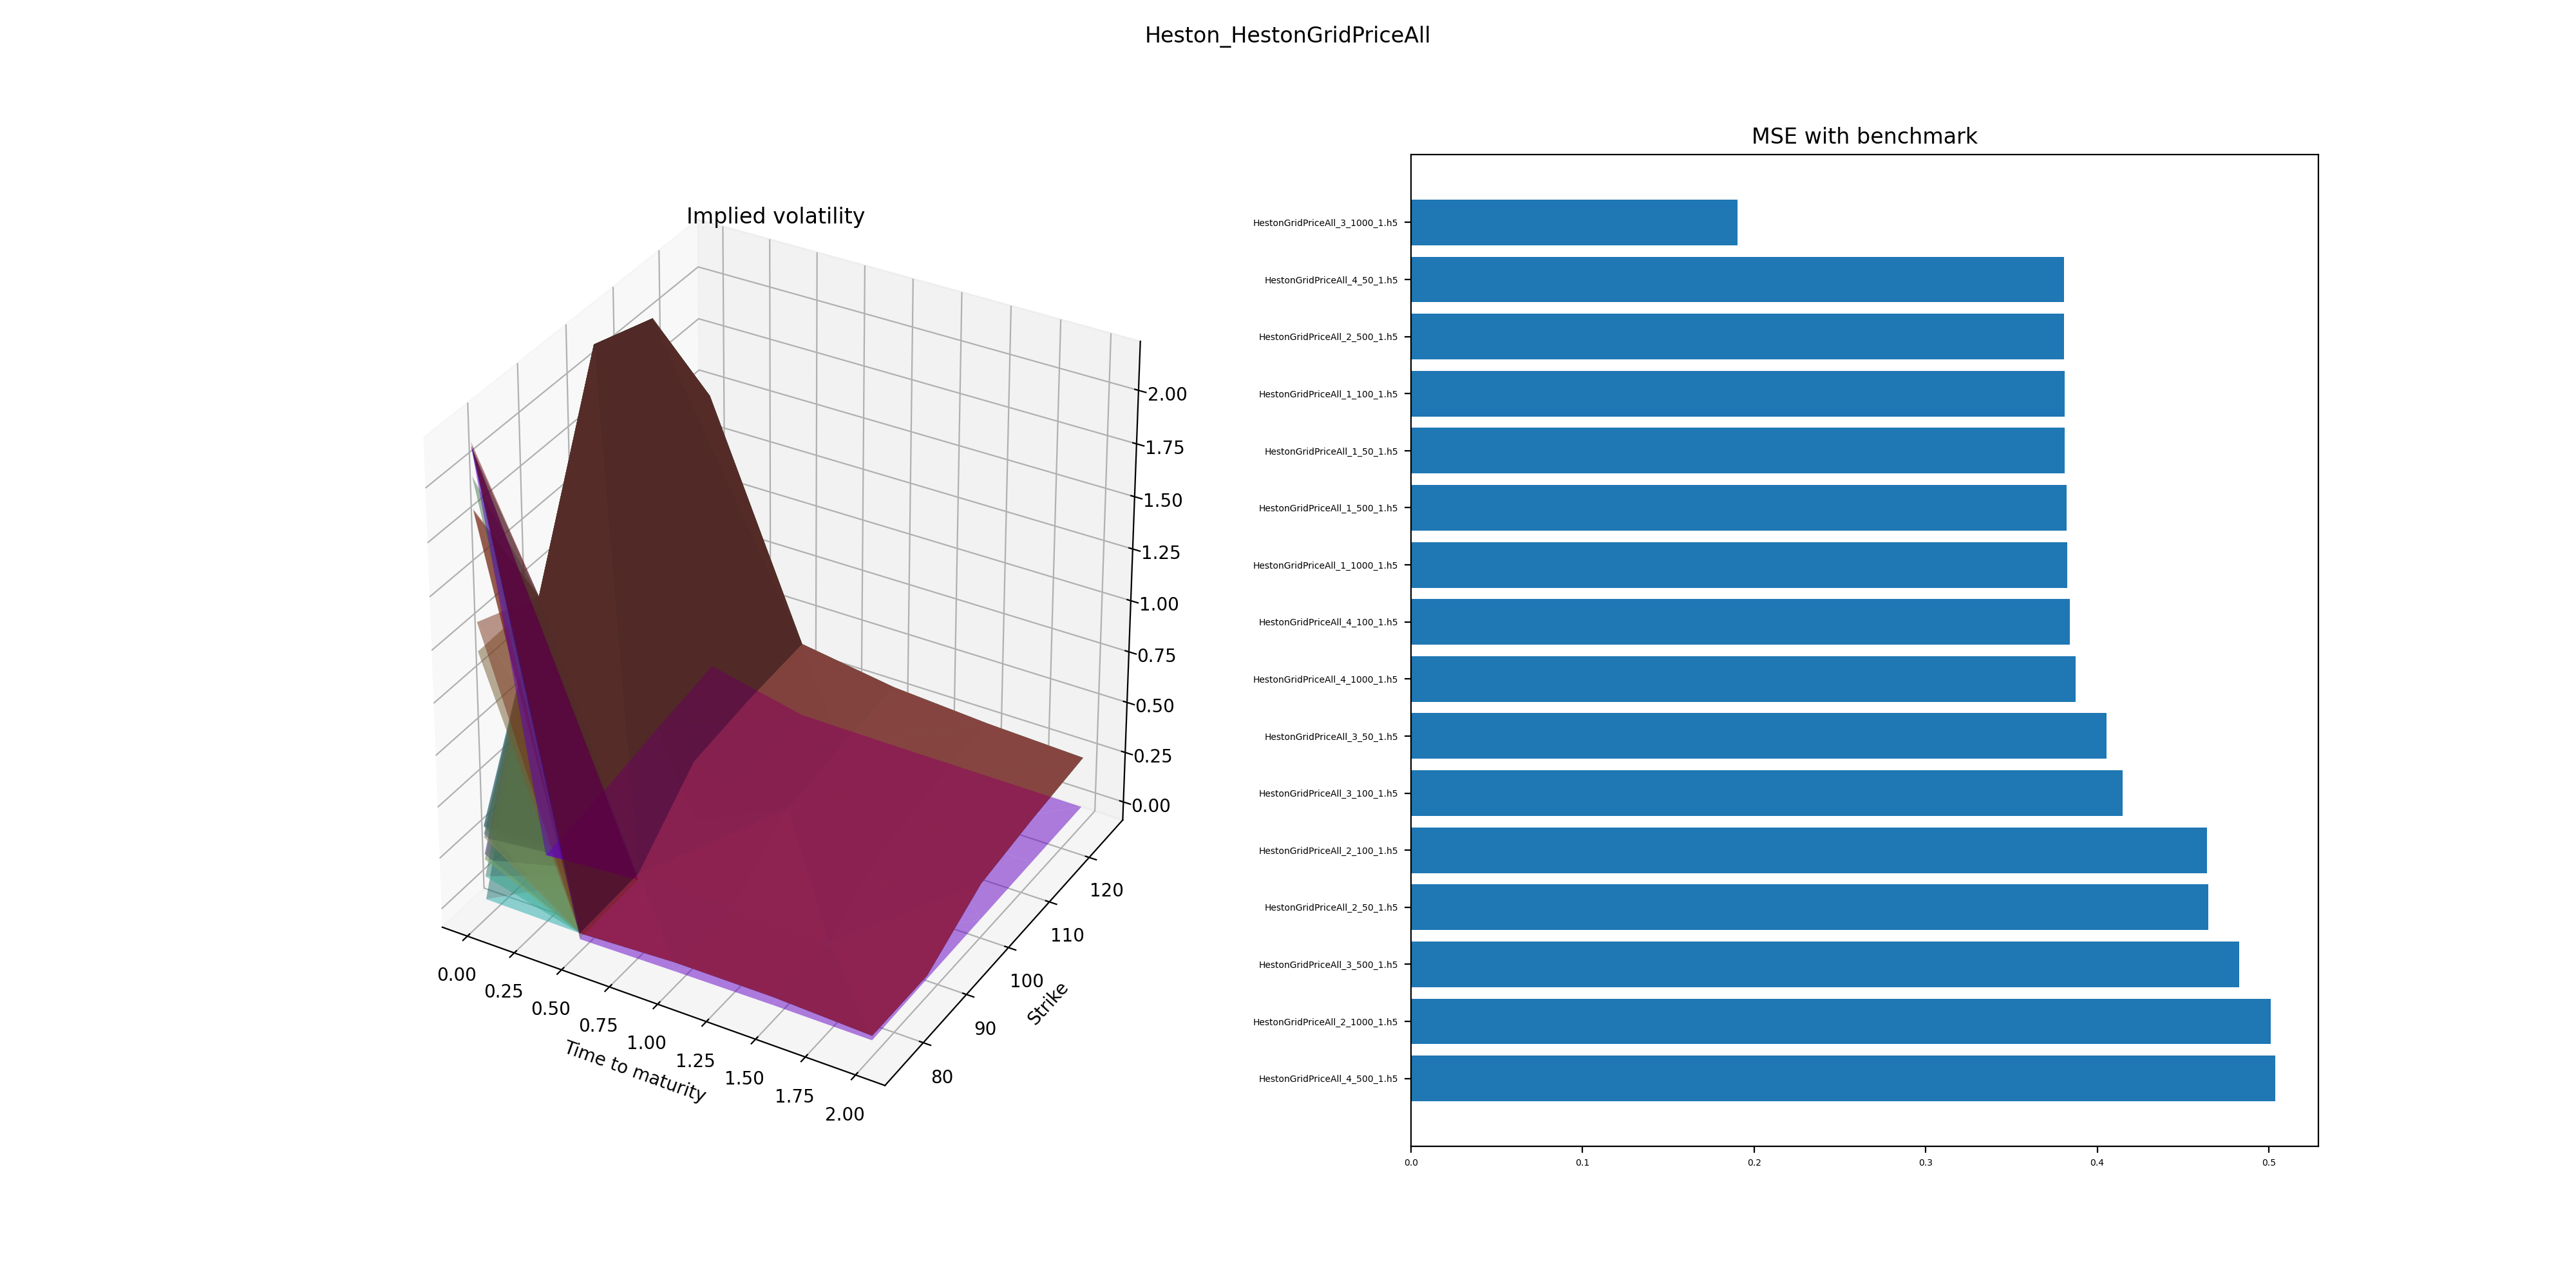 Heston_HestonGridPriceAll
Implied volatility
2.00
1.75
1.50
1.25
1.00
0.75
0.50
0.25
0.00
120
110
100
90
80
Strike
0.00
0.25
0.50
0.75
1.00
1.25
1.50
1.75
2.00
Time to maturity
MSE with benchmark
HestonGridPriceAll_3_1000_1.h5
HestonGridPriceAll_4_50_1.h5
HestonGridPriceAll_2_500_1.h5
HestonGridPriceAll_1_100_1.h5
HestonGridPriceAll_1_50_1.h5
HestonGridPriceAll_1_500_1.h5
HestonGridPriceAll_1_1000_1.h5
HestonGridPriceAll_4_100_1.h5
HestonGridPriceAll_4_1000_1.h5
HestonGridPriceAll_3_50_1.h5
HestonGridPriceAll_3_100_1.h5
HestonGridPriceAll_2_100_1.h5
HestonGridPriceAll_2_50_1.h5
HestonGridPriceAll_3_500_1.h5
HestonGridPriceAll_2_1000_1.h5
HestonGridPriceAll_4_500_1.h5
0.0
0.1
0.2
0.3
0.4
0.5